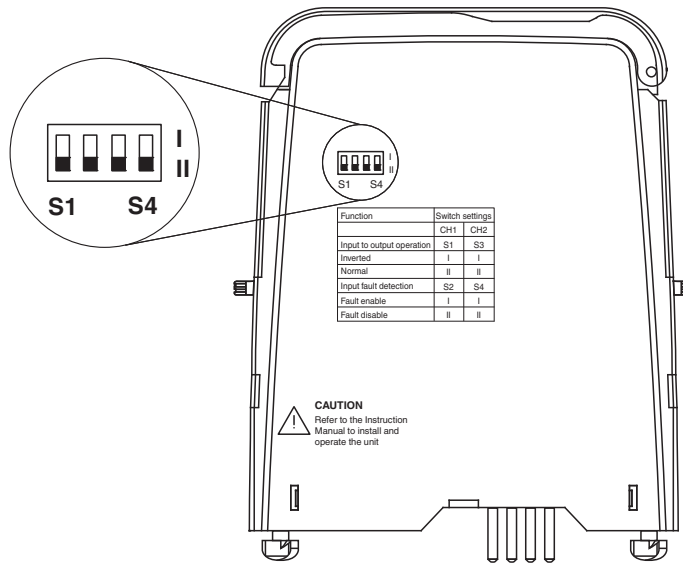 I
II
S1 S4
I
II
S1 S4
Function Switch settings
CH1 CH2
Input to output operation S1 S3
Inverted I I
Normal II II
Input fault detection S2 S4
Fault enable I I
Fault disable II II
CAUTION
Refer to the Instruction
Manual to install and
operate the unit